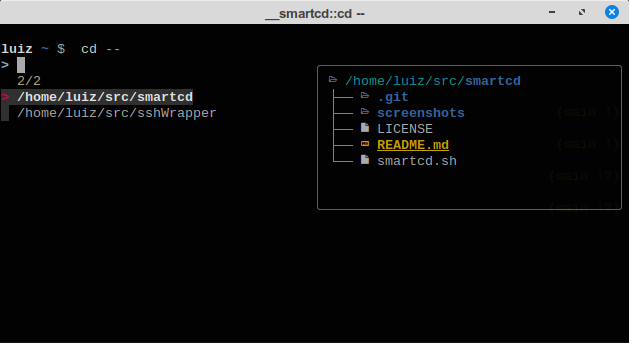 __smartcd::cd --
luiz ~ $  cd --
>
2/2
> /home/luiz/src/smartcd
/home/luiz/src/sshWrapper
/home/luiz/src/smartcd
.git
screenshots
LICENSE
README.md
smartcd.sh
(main !)
(main !)
(main !?)
(main !?)